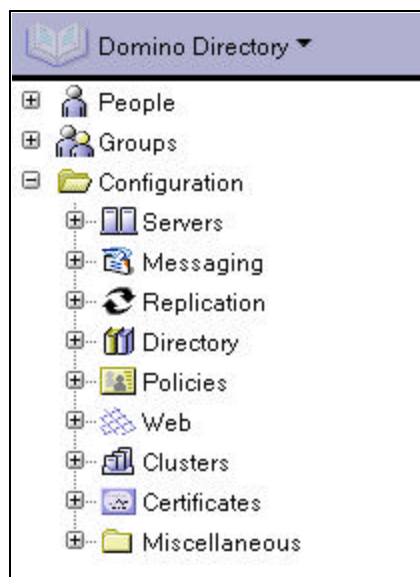 Domino Directory
People
Groups
Configuration
Servers
Messaging
Replication
Directory
Policies
Web
Clusters
Certificates
Miscellaneous